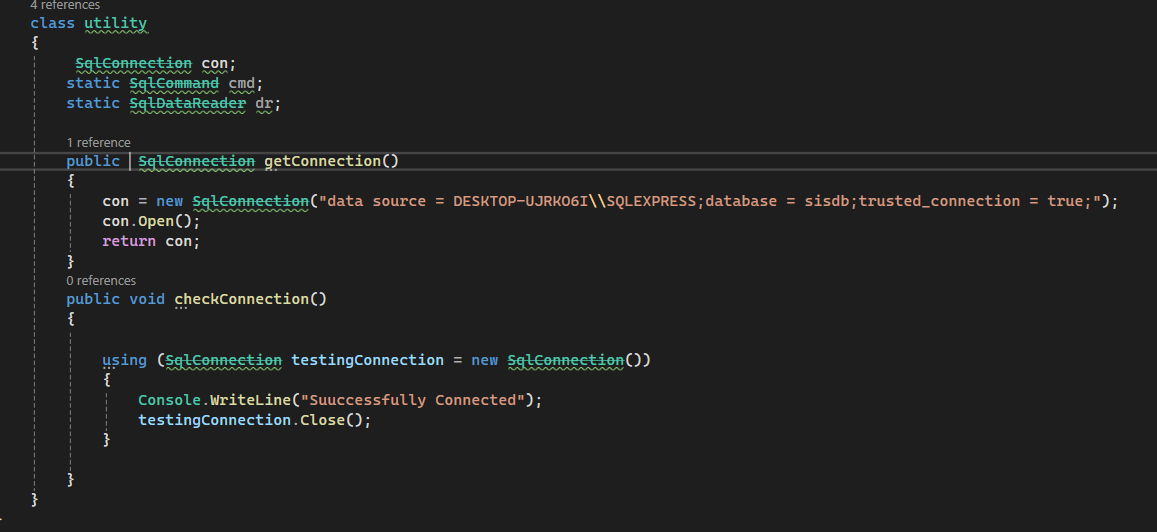 4 references
class utility
{
SqlConnection con;
static SqlCommand cmd;
static SqlDataReader dr;
1 reference
public SqlConnection getConnection()
{
con = new SqlConnection("data source = DESKTOP-UJRKO6I\\SQLEXPRESS;database = sisdb;trusted_connection = true;");
con.Open();
return con;
}
0 references
public void checkConnection()
{
using (SqlConnection testingConnection = new SqlConnection())
{
Console.WriteLine("Suuccessfully Connected");
testingConnection.Close();
}
}
}